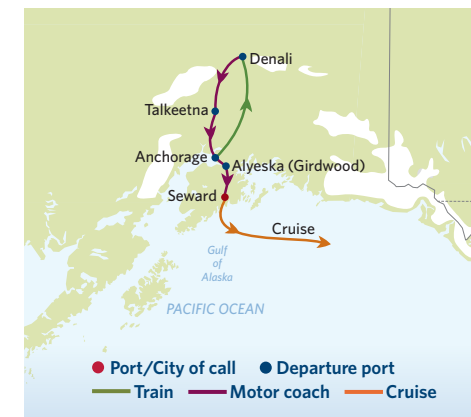 Denali
Talkeetna
Anchorage
Alyeska (Girdwood)
Seward
Cruise
Gulf
of
Alaska
PACIFIC OCEAN
Port/City of call Departure port
Train Motor coach Cruise